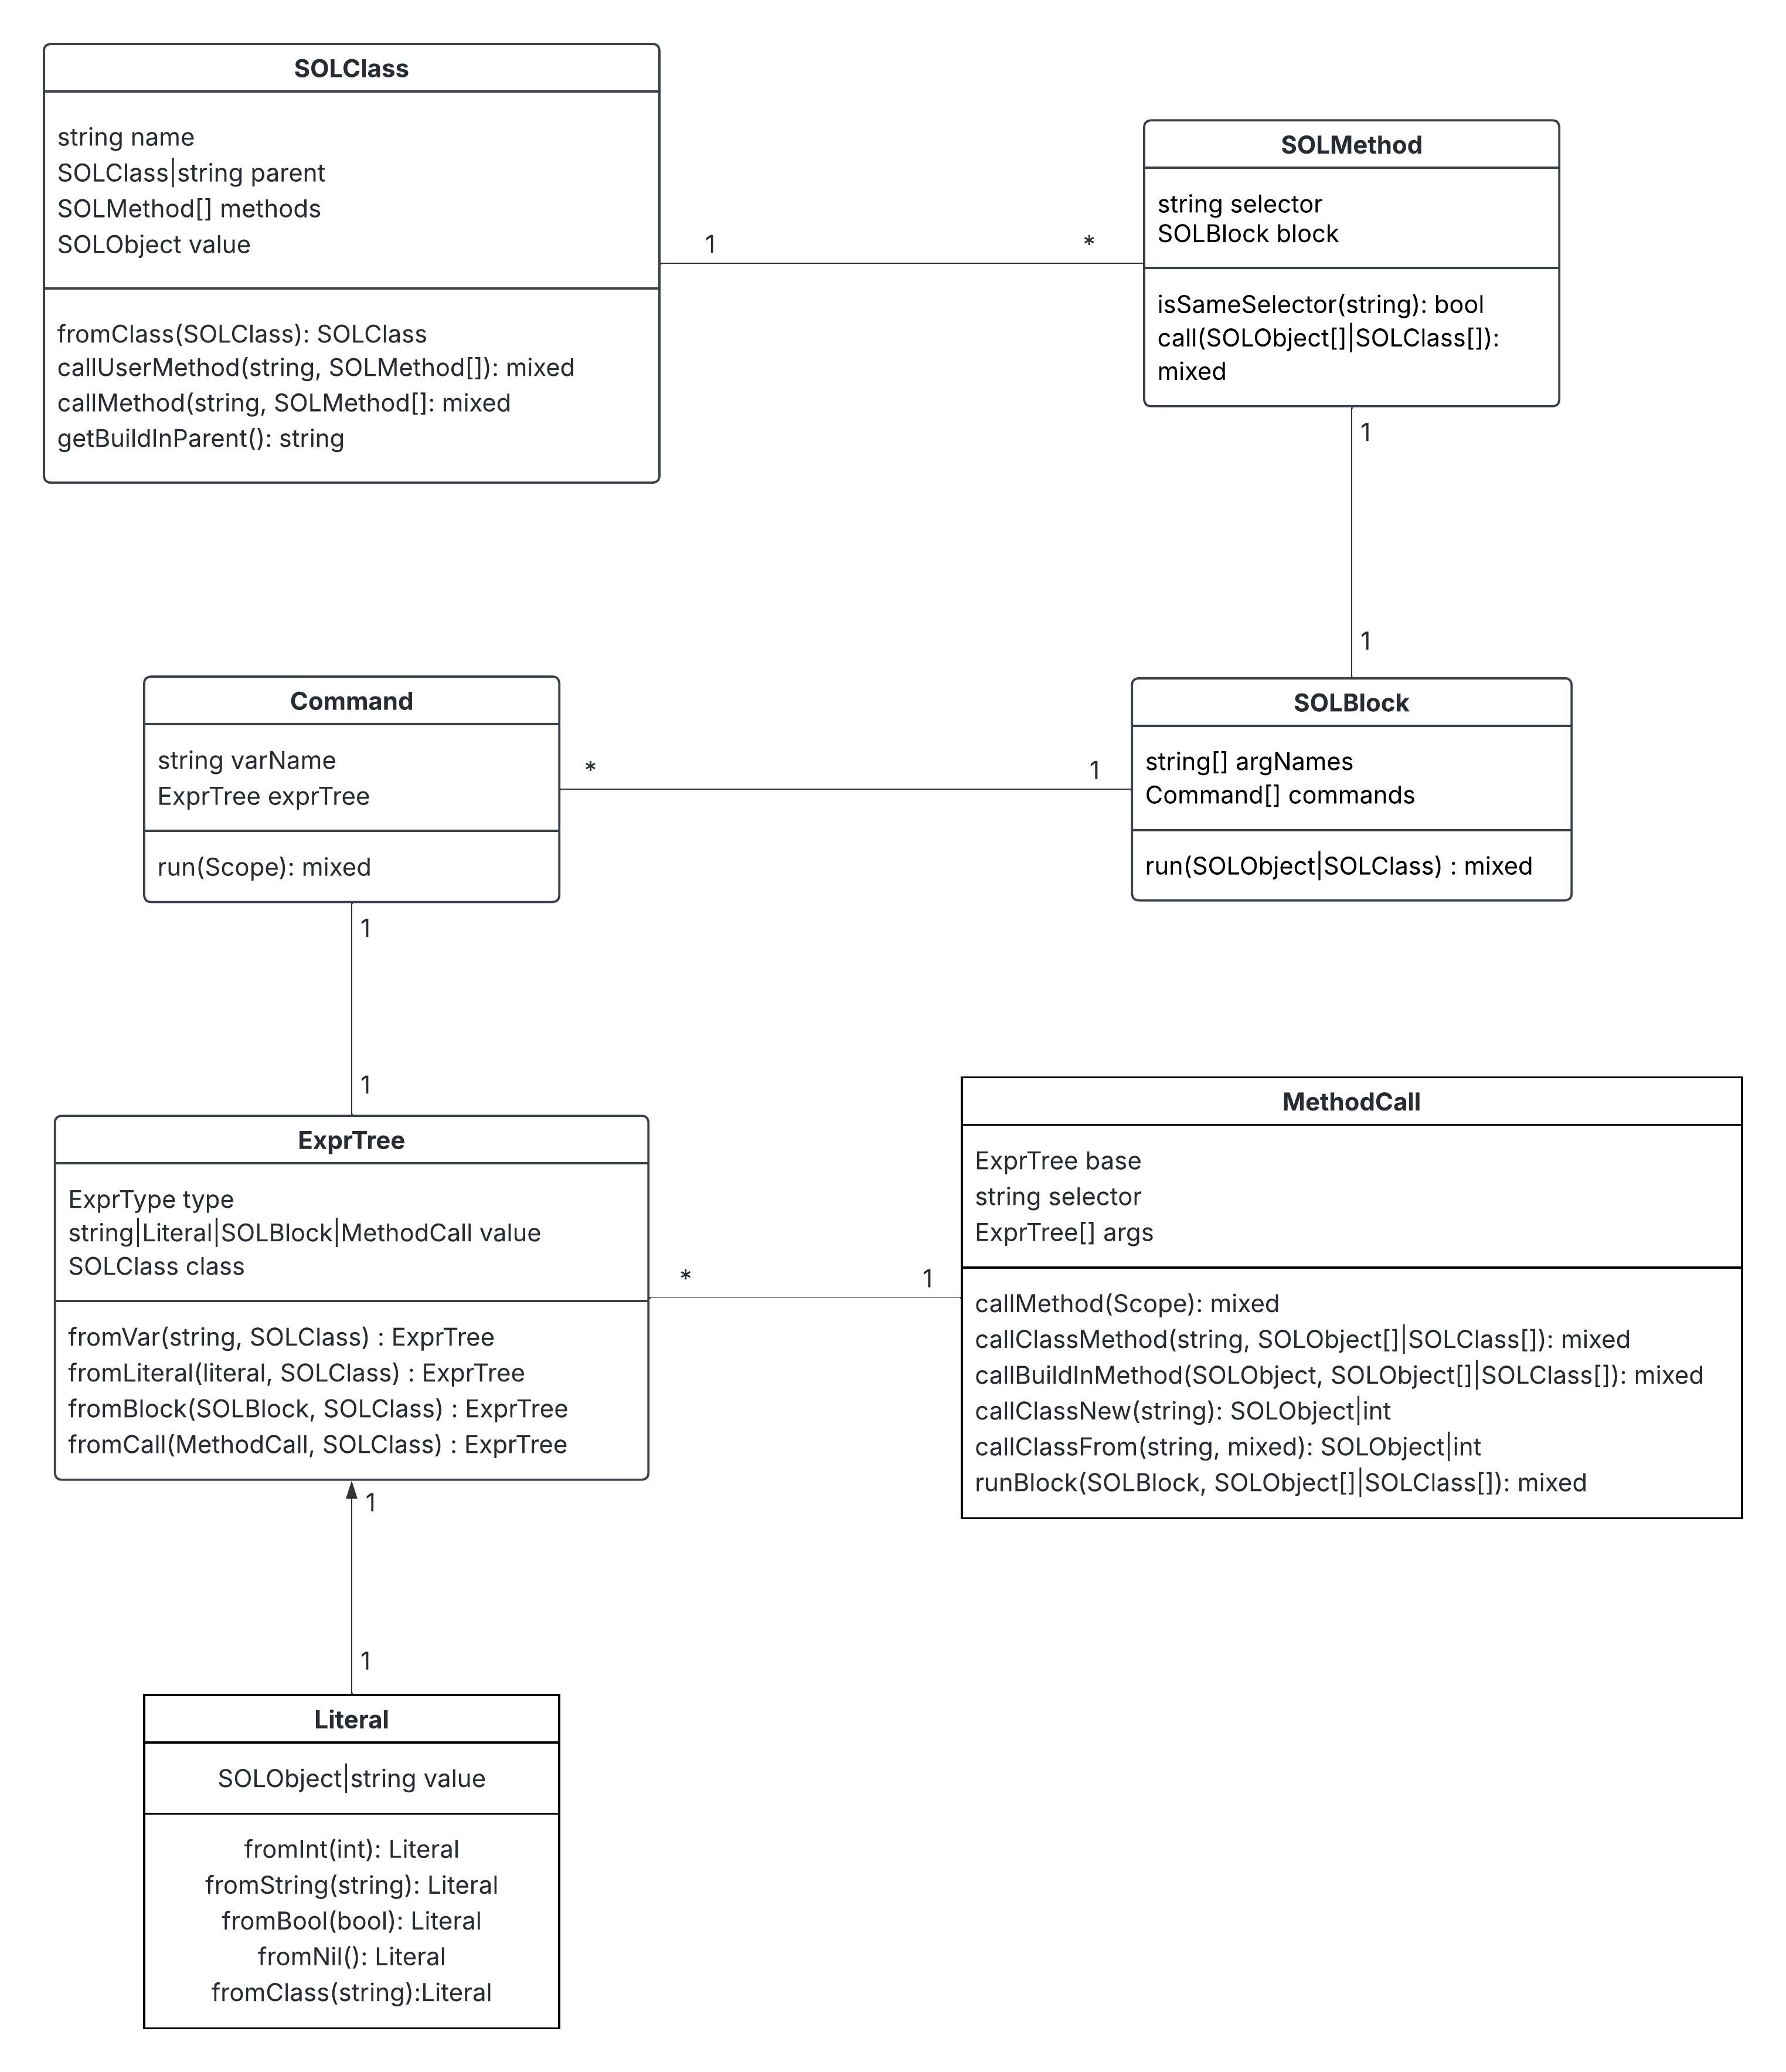 SOLClass
string name
SOLClass|string parent
SOLMethod[] methods
SOLObject value
fromClass(SOLClass): SOLClass
callUserMethod(string, SOLMethod[]): mixed
callMethod(string, SOLMethod[]: mixed
getBuildInParent(): string
1
*
SOLMethod
string selector
SOLBlock block
isSameSelector(string): bool
call(SOLObject[]|SOLClass[]):
mixed
1
1
Command
string varName
ExprTree exprTree
run(Scope): mixed
*
1
SOLBlock
string[] argNames
Command[] commands
run(SOLObject|SOLClass) : mixed
1
1
ExprTree
ExprType type
string|Literal|SOLBlock|MethodCall value
SOLClass class
fromVar(string, SOLClass) : ExprTree
fromLiteral(literal, SOLClass) : ExprTree
fromBlock(SOLBlock, SOLClass) : ExprTree
fromCall(MethodCall, SOLClass) : ExprTree
*
1
MethodCall
ExprTree base
string selector
ExprTree[] args
callMethod(Scope): mixed
callClassMethod(string, SOLObject[]|SOLClass[]): mixed
callBuildInMethod(SOLObject, SOLObject[]|SOLClass[]): mixed
callClassNew(string): SOLObject|int
callClassFrom(string, mixed): SOLObject|int
runBlock(SOLBlock, SOLObject[]|SOLClass[]): mixed
1
1
Literal
SOLObject|string value
fromInt(int): Literal
fromString(string): Literal
fromBool(bool): Literal
fromNil(): Literal
fromClass(string):Literal